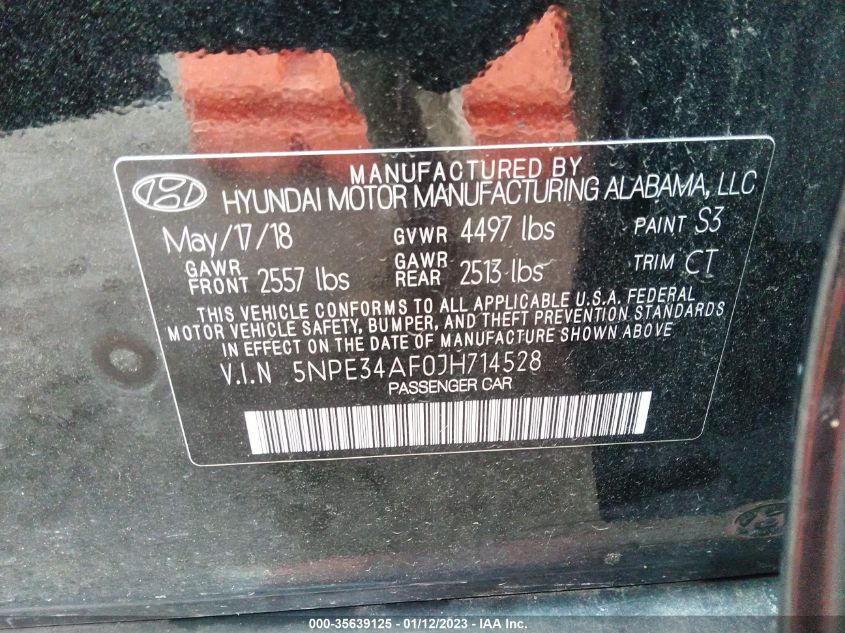 MANUFACTURED BY
HYUNDAI MOTOR MANUFACTURING ALABAMA, LLC
May/17/18 GVWR 4497 lbs PAINT S3
GAWR FRONT 2557 lbs GAWR REAR 2513 lbs TRIM CT
THIS VEHICLE CONFORMS TO ALL APPLICABLE U.S.A. FEDERAL
MOTOR VEHICLE SAFETY, BUMPER, AND THEFT PREVENTION STANDARDS
IN EFFECT ON THE DATE OF MANUFACTURE SHOWN ABOVE
V.I.N 5NPE34AF0JH714528
PASSENGER CAR
000-35639125 - 01/12/2023 - IAA Inc.